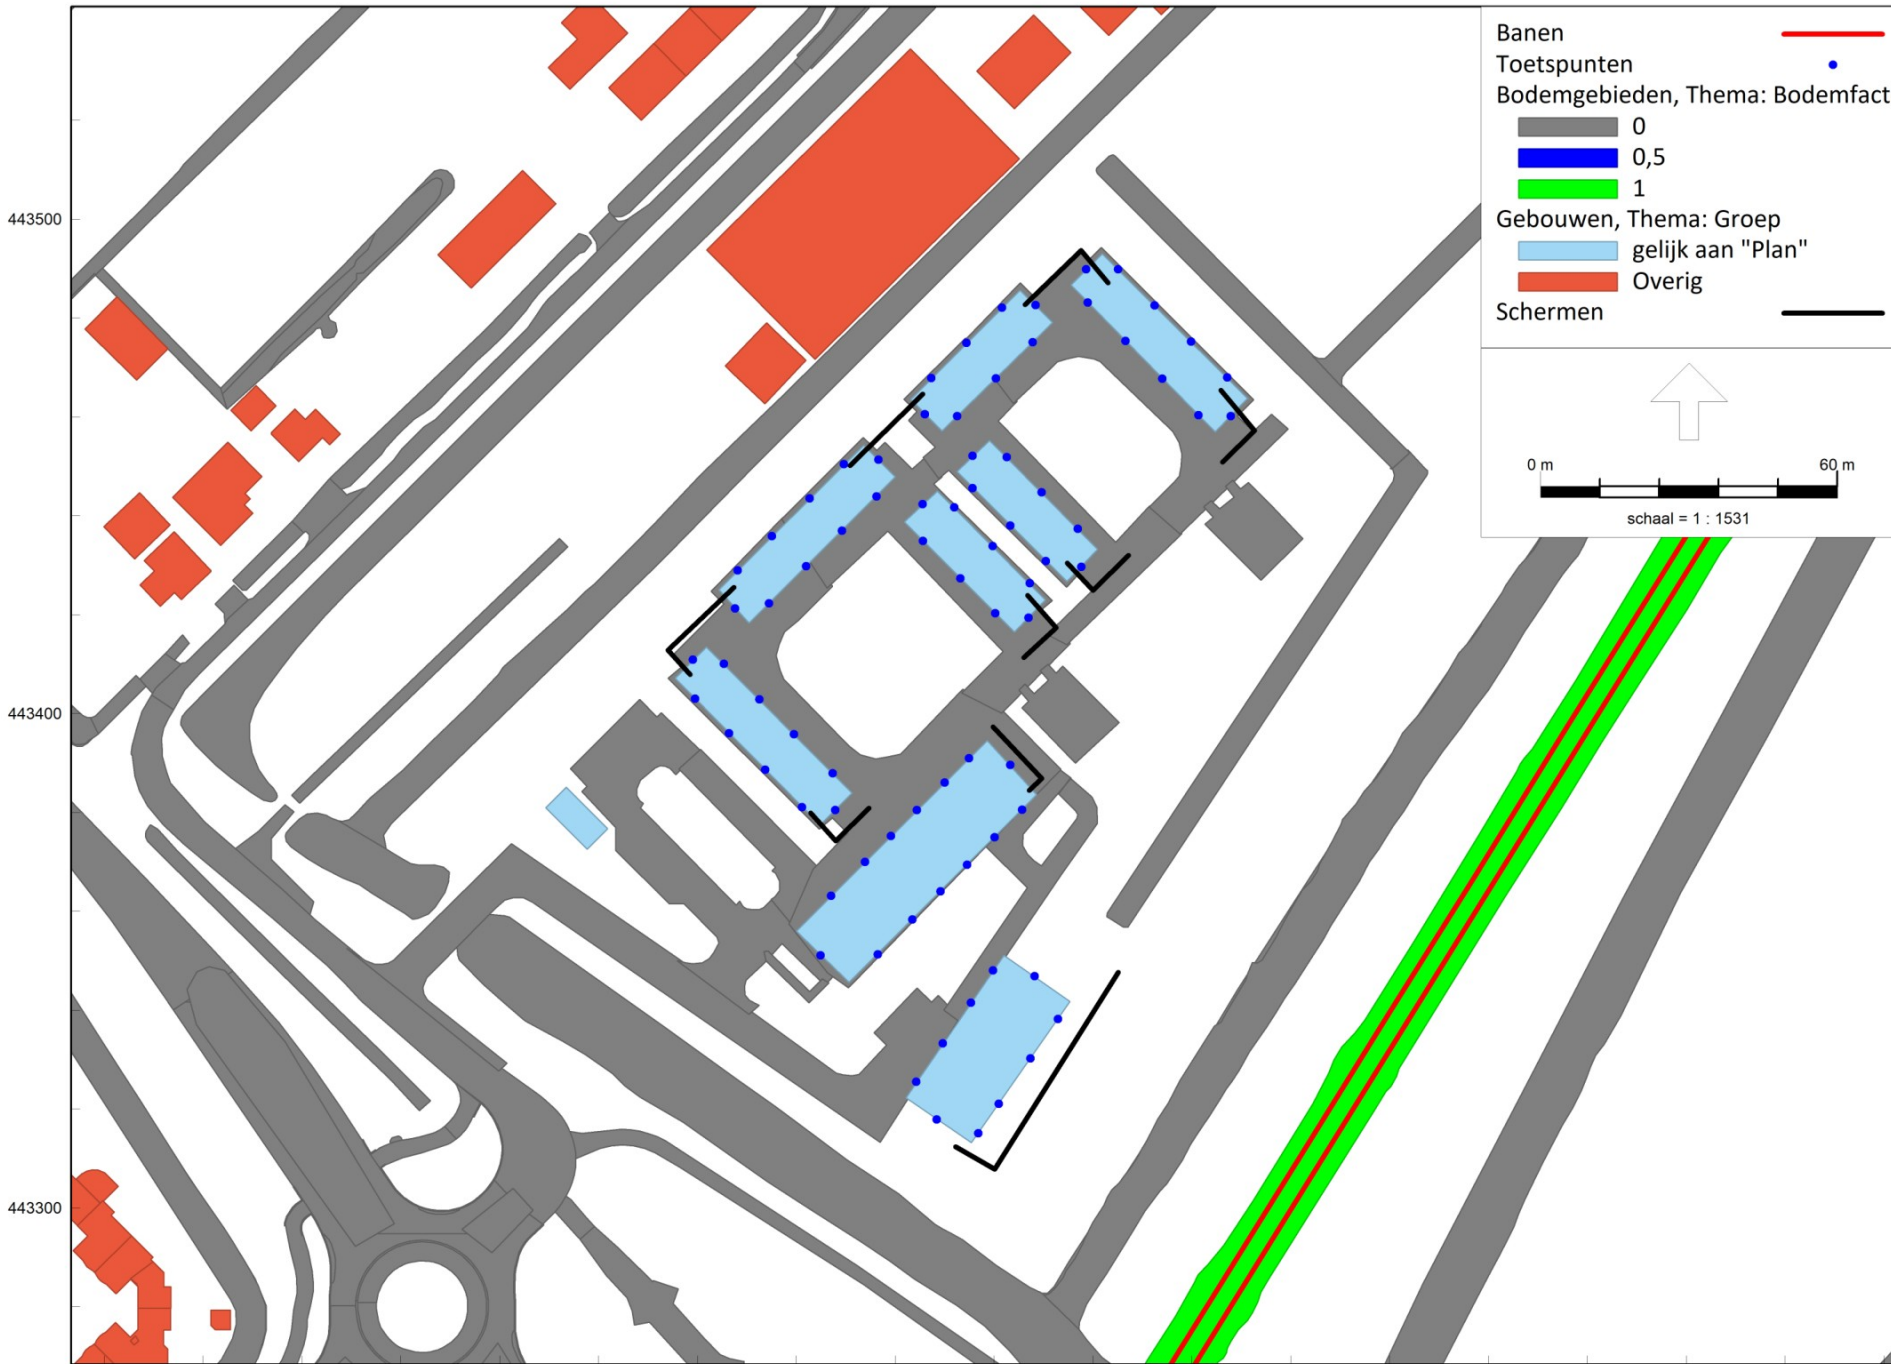 Banen
Toetspunten
Bodemgebieden, Thema: Bodemfact
0
0,5
1
Gebouwen, Thema: Groep
gelijk aan "Plan"
Overig
Schermen
0 m 60 m
schaal = 1 : 1531
443500
443400
443300